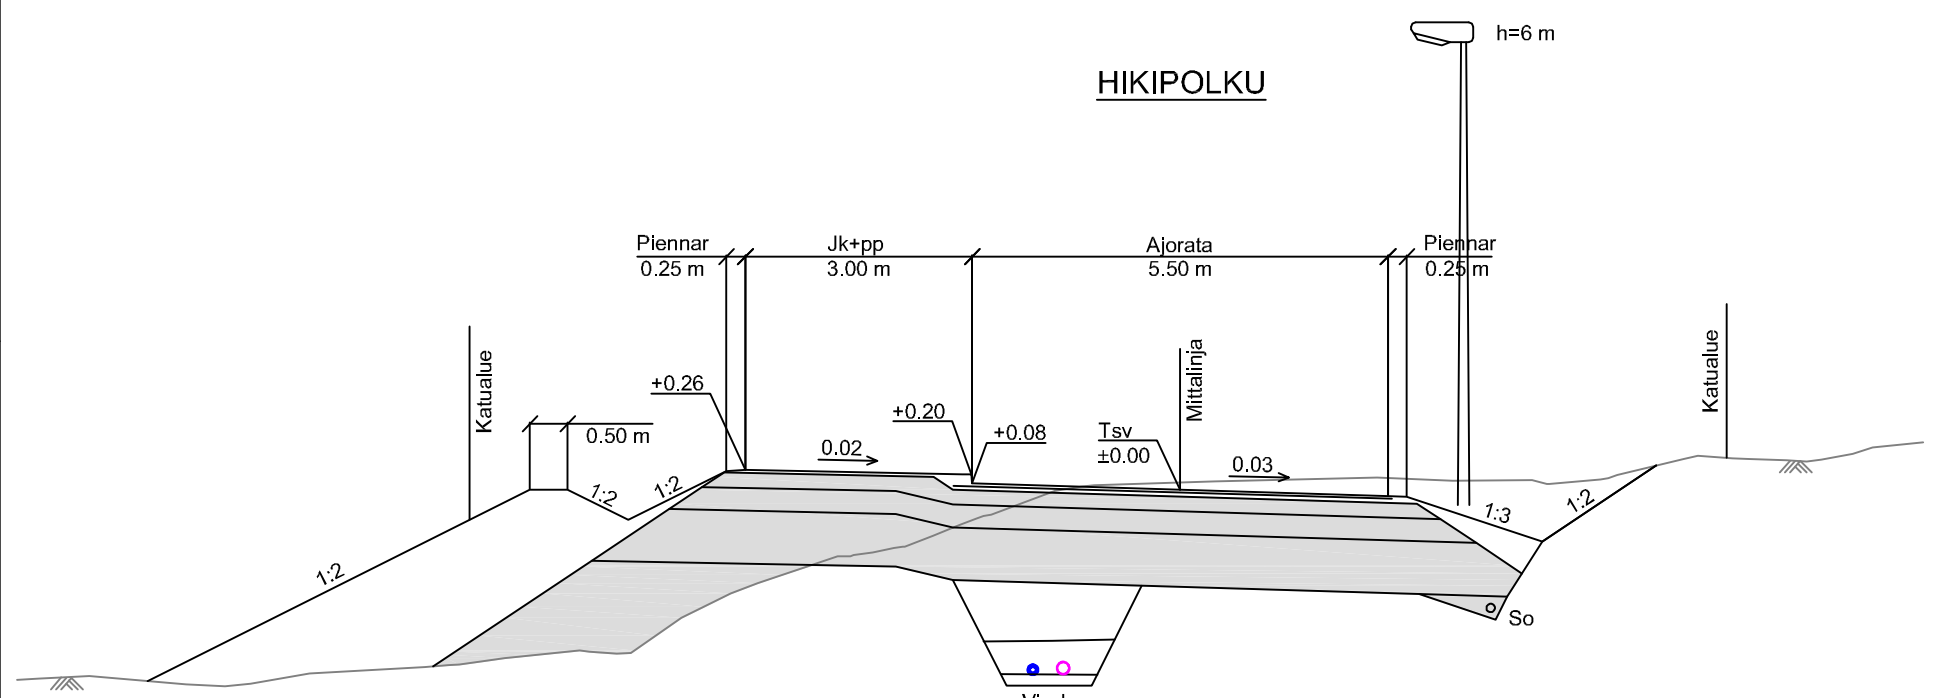 h=6 m
HIKIPOLKU
Piennar
0.25 m
Jk+pp
3.00 m
Ajorata
5.50 m
Piennar
0.25 m
Katualue
0.50 m
+0.26
+0.20
+0.08
Tsv
±0.00
Mittalinja
Katualue
0.02
0.03
1:2
1:2
1:2
1:3
1:2
So